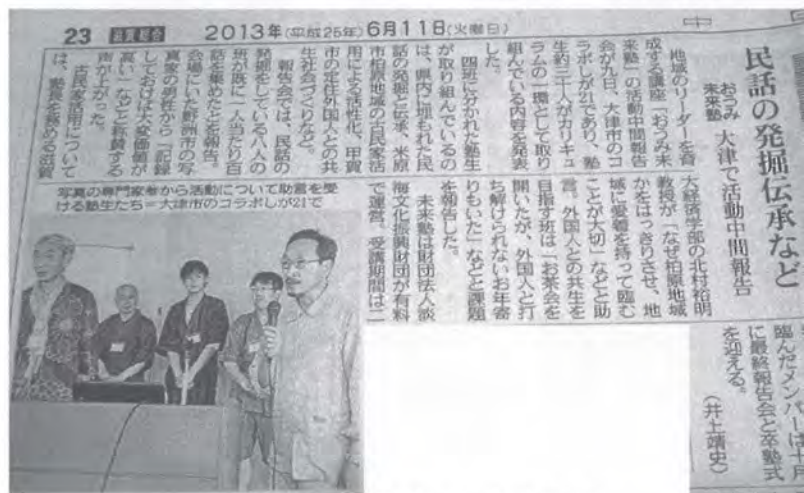 23 滋賀総合 2013年(平成25年)6月11日(火曜日)
中
民話の発掘伝承など
おうみ
未来塾 大津で活動中間報告
地域のリーダーを育
成する講座「おうみ未
来塾」の活動中間報告
会が九日、大津市のコ
ラボしが21であり、塾
生約三十人がカリキュ
ラムの一環として取り
組んでいる内容を発表
した。
四班に分かれた塾生
が取り組んでいるの
は、県内に埋もれた民
話の発掘と伝承、米原
市柏原地域の古民家活
用による活性化、甲賀
市の定住外国人との共
生社会づくりなど。
報告会では、民話の
発掘をしている八人の
班が既に一人当たり百
話を集めたとを報告。
会場にいた野洲市の写
真家の男性から「記録
しておけば大変価値が
高い」などと称賛する
声が上がった。
古民家活用について
は、塾長を務める滋賀
大経済学部の北村裕明
教授が「なぜ柏原地域
かをはっきりさせ、地
域に愛着を持って臨む
ことが大切」などと助
言。外国人との共生を
目指す班は「お茶会を
開いたが、外国人と打
ち解けられないお年寄
りもいた」などと課題
を報告した。
未来塾は財団法人淡
海文化振興財団が有料
で運営。受講期間は二
臨んだメンバーは十月
に最終報告会と卒塾式
を迎える。
(井上靖史)
写真の専門家参から活動について助言を受
ける塾生たち=大津市のコラボしが21で